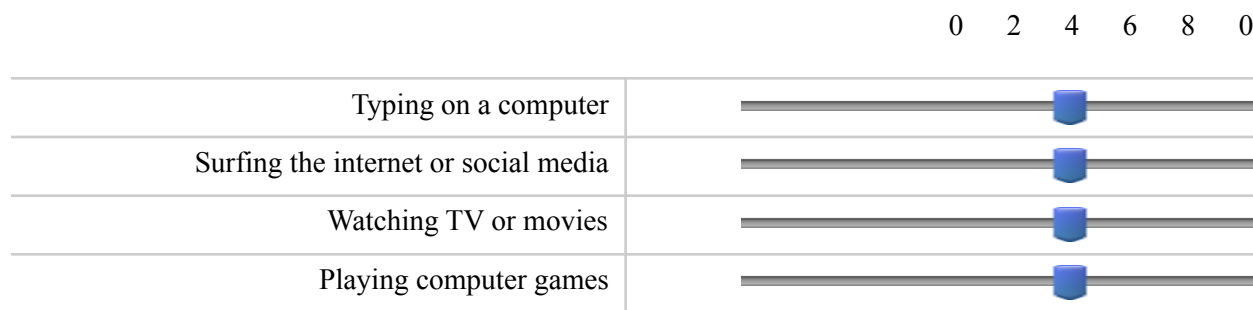 0 2 4 6 8 0
Typing on a computer
Surfing the internet or social media
Watching TV or movies
Playing computer games